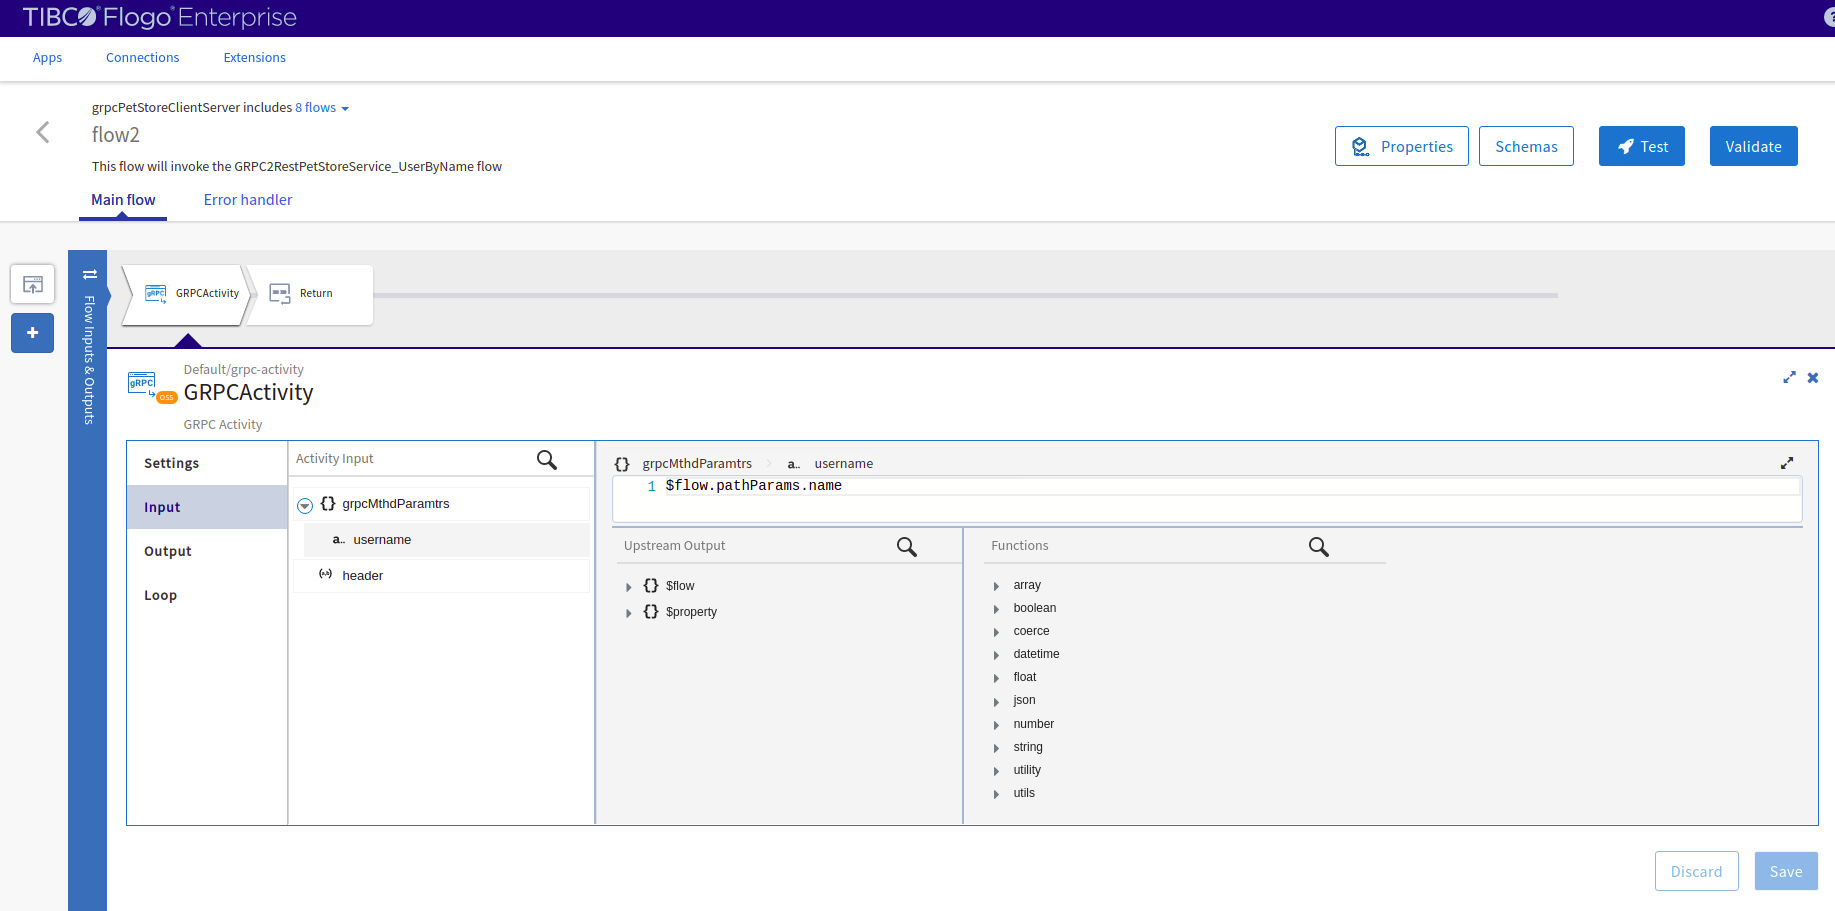 TIBCO Flogo® Enterprise
?
Apps Connections Extensions
grpcPetStoreClientServer includes 8 flows
flow2
This flow will invoke the GRPC2RestPetStoreService_UserByName flow
Properties Schemas Test Validate
Main flow Error handler
Flow Inputs & Outputs
gRPC GRPCActivity Return
Default/grpc-activity
gRPC OSS GRPCActivity
GRPC Activity
Settings
Input
Output
Loop
Activity Input
{} grpcMthdParamtrs
a.. username
header
{} grpcMthdParamtrs a.. username
1 $flow.pathParams.name
Upstream Output
{} $flow
{} $property
Functions
array
boolean
coerce
datetime
float
json
number
string
utility
utils
Discard Save